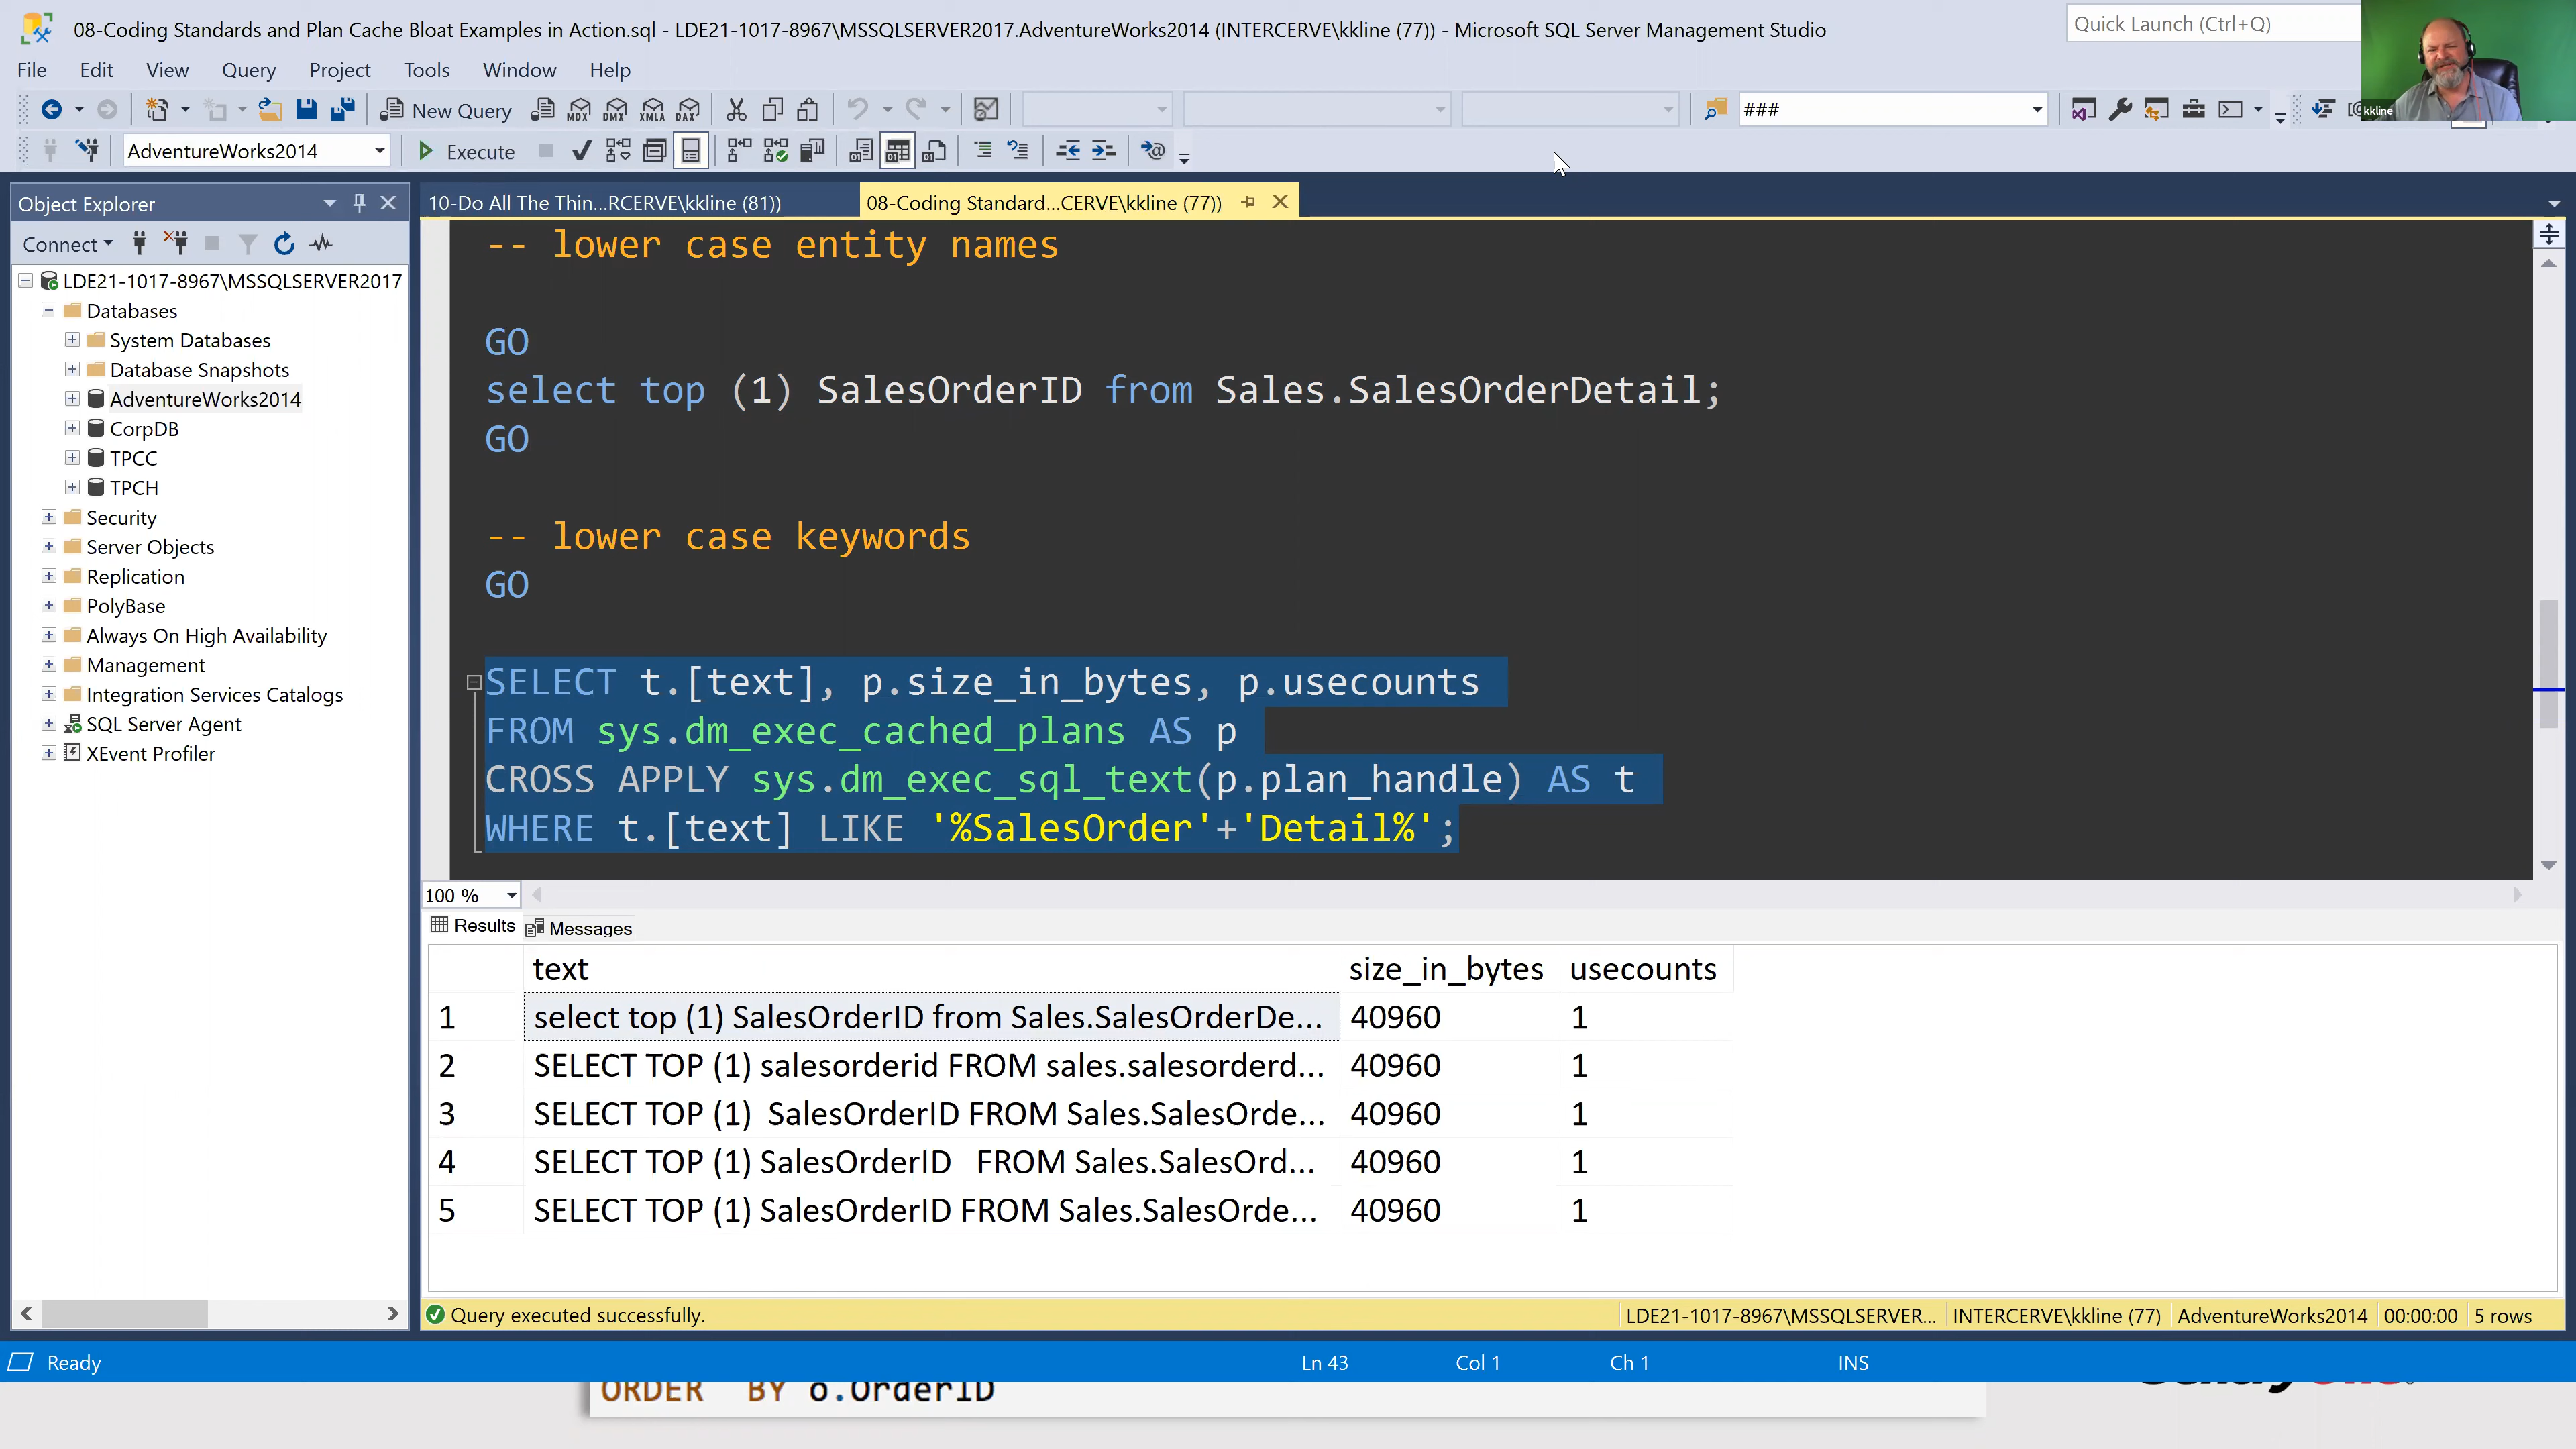 08-Coding Standards and Plan Cache Bloat Examples in Action.sql - LDE21-1017-8967\MSSQLSERVER2017.AdventureWorks2014 (INTERCERVE\kkline (77)) - Microsoft SQL Server Management Studio
Quick Launch (Ctrl+Q)
File Edit View Query Project Tools Window Help
New Query
MDX DMX XMLA DAX
###
kkline
AdventureWorks2014
Execute
Object Explorer
10-Do All The Thin...RCERVE\kkline (81))
08-Coding Standard...CERVE\kkline (77))
Connect
LDE21-1017-8967\MSSQLSERVER2017
Databases
System Databases
Database Snapshots
AdventureWorks2014
CorpDB
TPCC
TPCH
Security
Server Objects
Replication
PolyBase
Always On High Availability
Management
Integration Services Catalogs
SQL Server Agent
XEvent Profiler
-- lower case entity names
GO
select top (1) SalesOrderID from Sales.SalesOrderDetail;
GO
-- lower case keywords
GO
SELECT t.[text], p.size_in_bytes, p.usecounts
FROM sys.dm_exec_cached_plans AS p
CROSS APPLY sys.dm_exec_sql_text(p.plan_handle) AS t
WHERE t.[text] LIKE '%SalesOrder'+'Detail%';
100 %
Results Messages
text size_in_bytes usecounts
1 select top (1) SalesOrderID from Sales.SalesOrderDe... 40960 1
2 SELECT TOP (1) salesorderid FROM sales.salesorderd... 40960 1
3 SELECT TOP (1)  SalesOrderID FROM Sales.SalesOrde... 40960 1
4 SELECT TOP (1) SalesOrderID   FROM Sales.SalesOrd... 40960 1
5 SELECT TOP (1) SalesOrderID FROM Sales.SalesOrde... 40960 1
Query executed successfully.
LDE21-1017-8967\MSSQLSERVER... INTERCERVE\kkline (77) AdventureWorks2014 00:00:00 5 rows
Ready Ln 43 Col 1 Ch 1 INS
ORDER BY o.OrderID